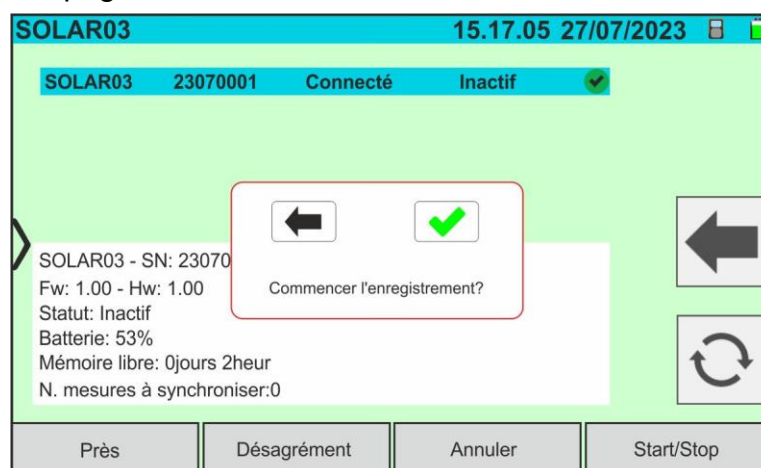 SOLAR03 15.17.05 27/07/2023
SOLAR03 23070001 Connecté Inactif
Commencer l'enregistrement?
SOLAR03 - SN: 23070
Fw: 1.00 - Hw: 1.00
Statut: Inactif
Batterie: 53%
Mémoire libre: 0jours 2heur
N. mesures à synchroniser:0
Près Désagrément Annuler Start/Stop